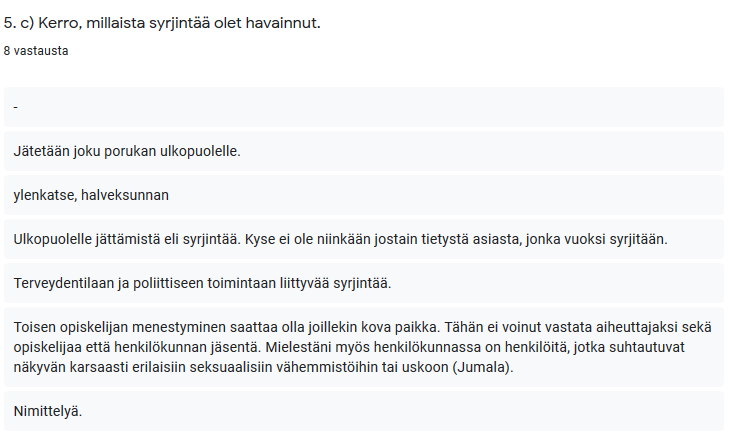 5. c) Kerro, millaista syrjintää olet havainnut.
8 vastausta
-
Jätetään joku porukan ulkopuolelle.
ylenkatse, halveksunnan
Ulkopuolelle jättämistä eli syrjintää. Kyse ei ole niinkään jostain tietystä asiasta, jonka vuoksi syrjitään.
Terveydentilaan ja poliittiseen toimintaan liittyvää syrjintää.
Toisen opiskelijan menestyminen saattaa olla joillekin kova paikka. Tähän ei voinut vastata aiheuttajaksi sekä
opiskelijaa että henkilökunnan jäsentä. Mielestäni myös henkilökunnassa on henkilöitä, jotka suhtautuvat
näkyvän karsaasti erilaisiin seksuaalisiin vähemmistöihin tai uskoon (Jumala).
Nimittelyä.